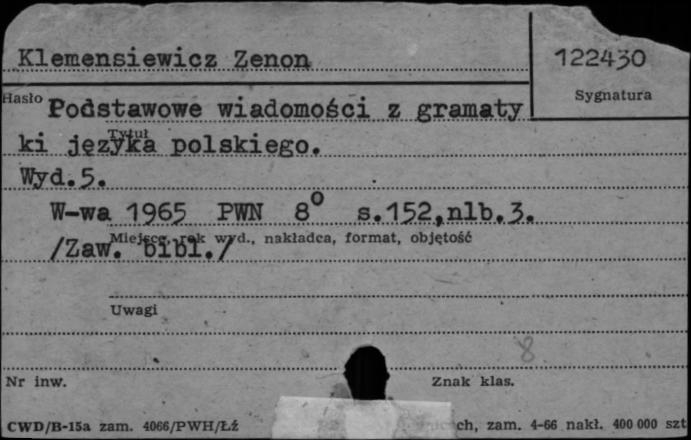 Klemensiewicz Zenon
122430
Hasło
Sygnatura
Podstawowe wiadomości z gramaty
Tytuł
ki języka polskiego.
Wyd.5.
W-wa 1965 PWN 8⁰ s.152,nlb.3.
Miejsce, rok wyd., nakładca, format, objętość
/Zaw. bibl./
Uwagi
8
Nr inw.
Znak klas.
CWD/B-15a zam. 4066/PWH/Łź
ch, zam. 4-66 nakł. 400 000 szt